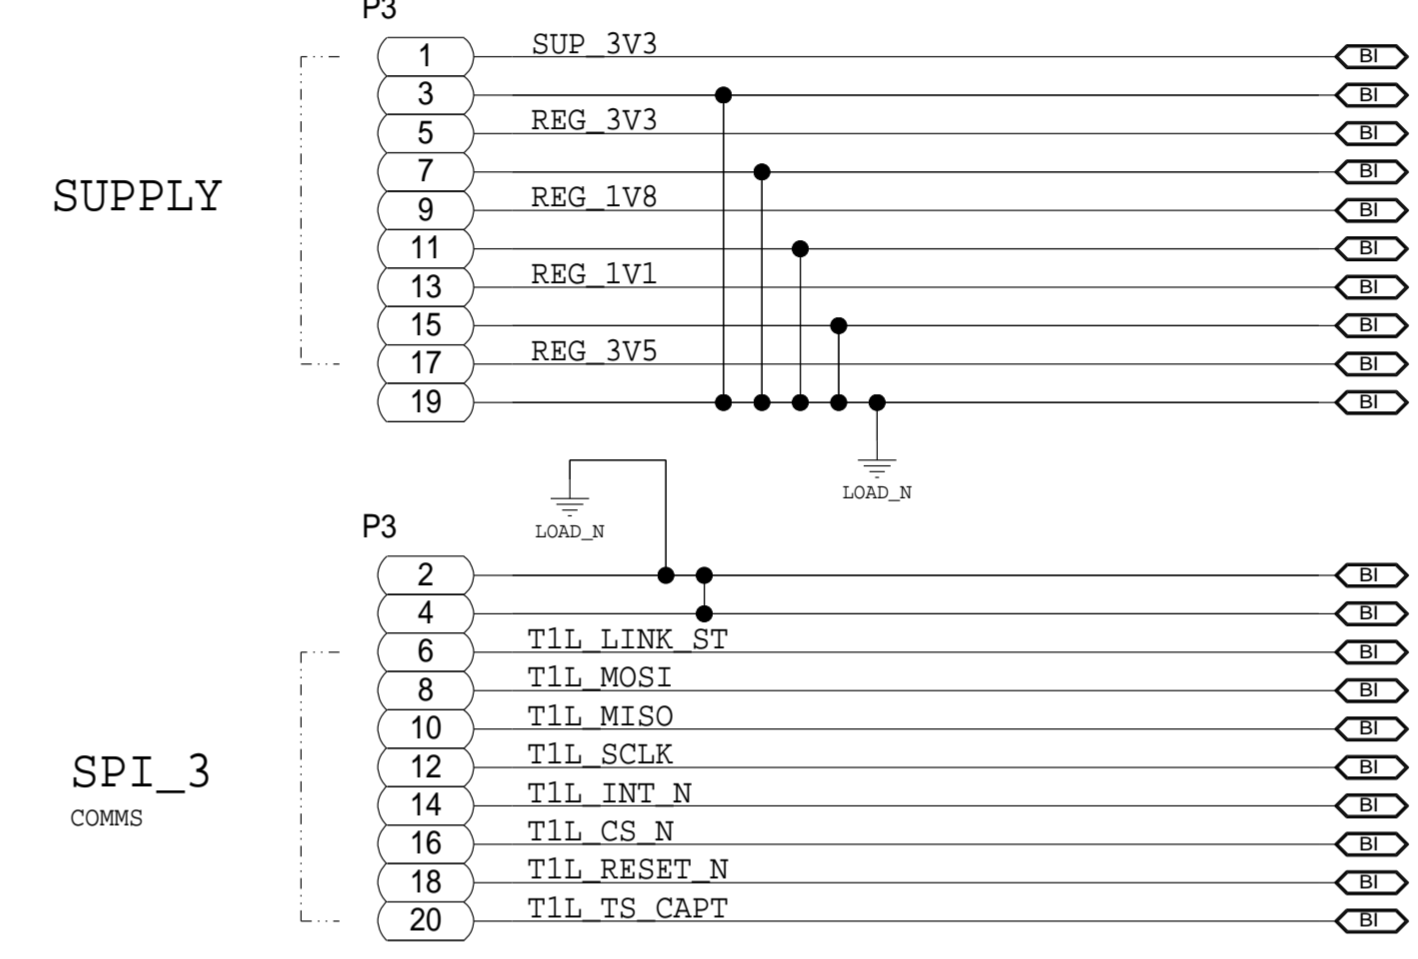 P3
1 SUP_3V3 BI
3 BI
5 REG_3V3 BI
7 BI
SUPPLY
9 REG_1V8 BI
11 BI
13 REG_1V1 BI
15 BI
17 REG_3V5 BI
19 BI
LOAD_N
LOAD_N
P3
2 BI
4 BI
6 T1L_LINK_ST BI
8 T1L_MOSI BI
10 T1L_MISO BI
12 T1L_SCLK BI
SPI_3
COMMS
14 T1L_INT_N BI
16 T1L_CS_N BI
18 T1L_RESET_N BI
20 T1L_TS_CAPT BI